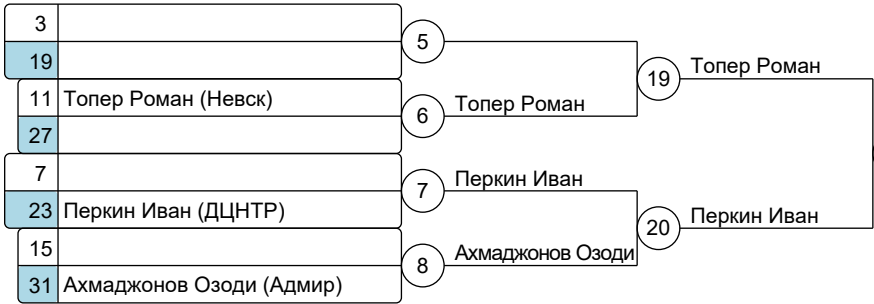 3
19
5
11 Топер Роман (Невск)
27
6 Топер Роман
19 Топер Роман
7
23 Перкин Иван (ДЦНТР)
7 Перкин Иван
15
31 Ахмаджонов Озоди (Адмир)
8 Ахмаджонов Озоди
20 Перкин Иван